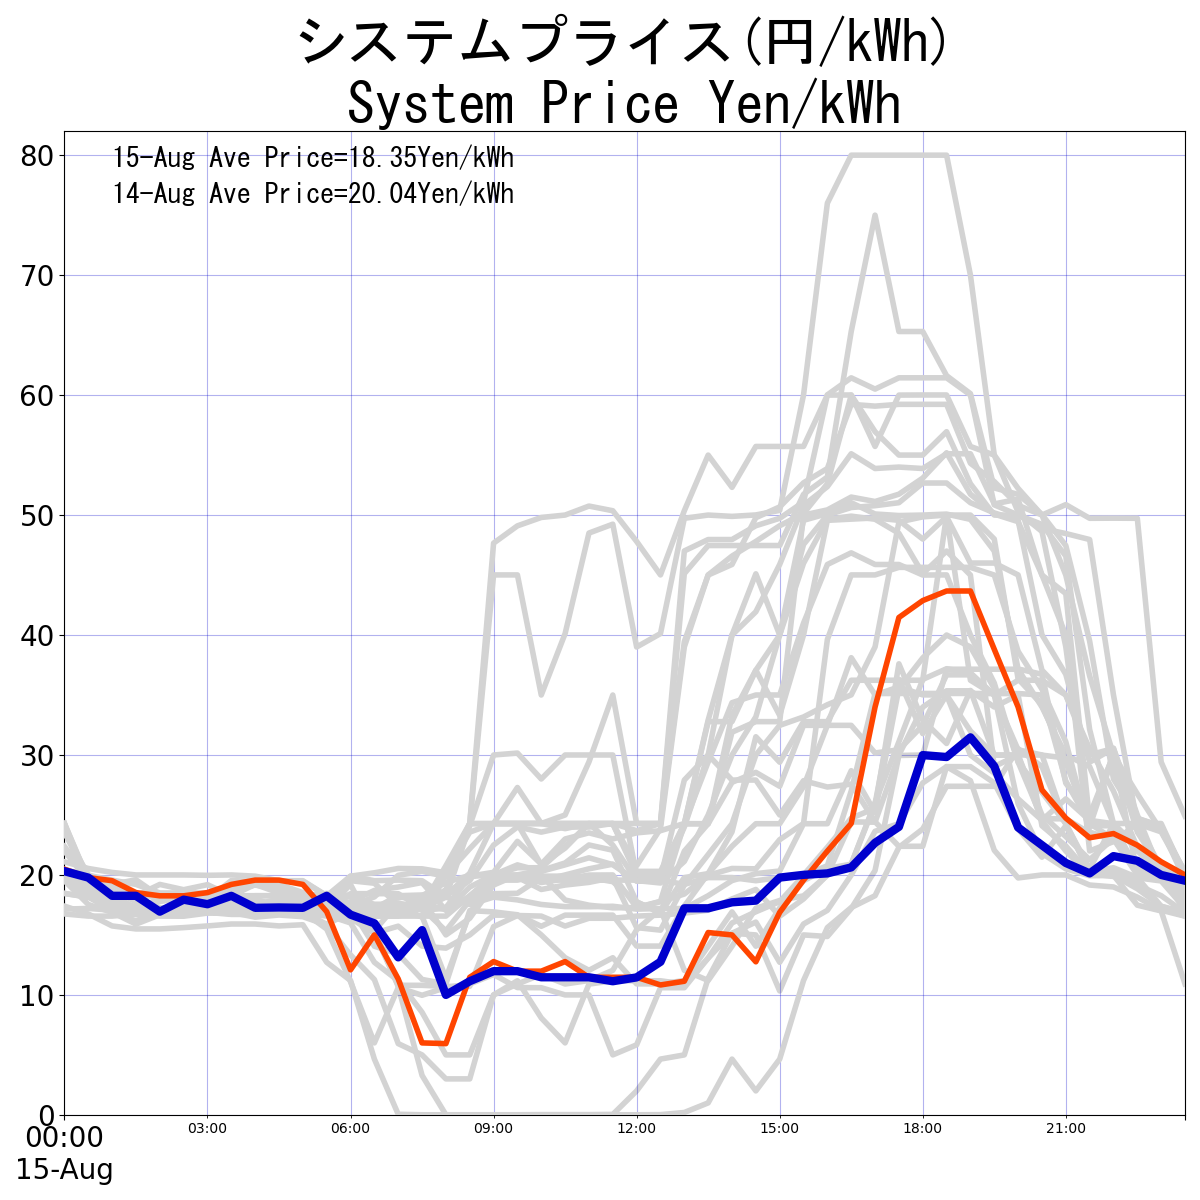 システムプライス(円/kWh)
System Price Yen/kWh
15-Aug Ave Price=18.35Yen/kWh
14-Aug Ave Price=20.04Yen/kWh
80
70
60
50
40
30
20
10
0
00:00 03:00 06:00 09:00 12:00 15:00 18:00 21:00
15-Aug